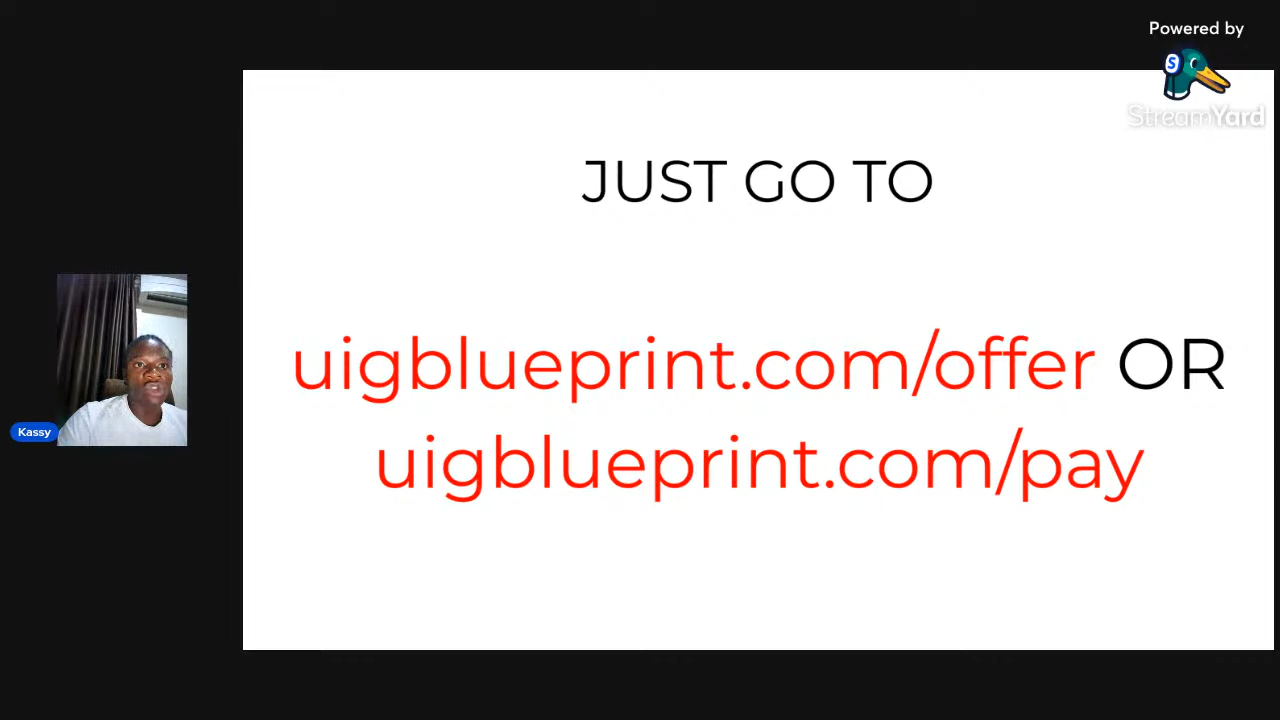 Powered by
StreamYard
JUST GO TO
uigblueprint.com/offer OR
uigblueprint.com/pay
Kassy